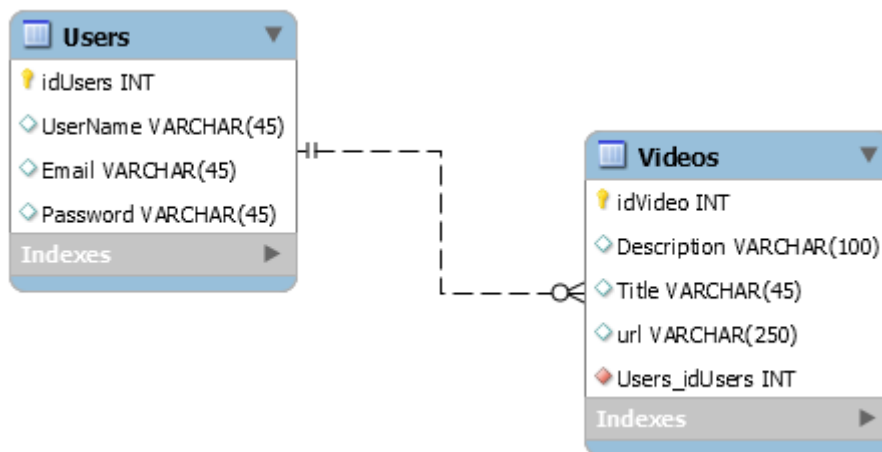 Users
idUsers INT
UserName VARCHAR(45)
Email VARCHAR(45)
Password VARCHAR(45)
Indexes
Videos
idVideo INT
Description VARCHAR(100)
Title VARCHAR(45)
url VARCHAR(250)
Users_idUsers INT
Indexes